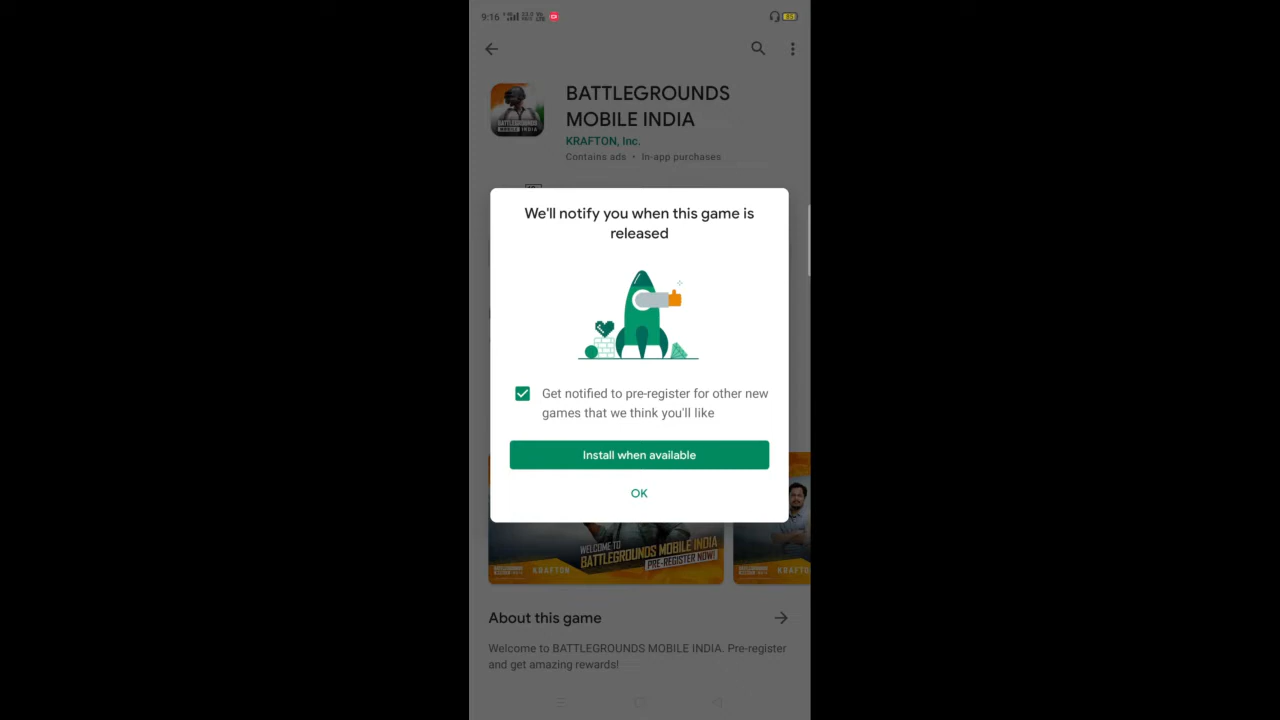 9:16
BATTLEGROUNDS
MOBILE INDIA
KRAFTON, Inc.
Contains ads • In-app purchases
We'll notify you when this game is
released
Get notified to pre-register for other new
games that we think you'll like
Install when available
OK
WELCOME TO
BATTLEGROUNDS MOBILE INDIA
PRE-REGISTER NOW!
KRAFTON
KRAFTO
About this game
Welcome to BATTLEGROUNDS MOBILE INDIA. Pre-register
and get amazing rewards!